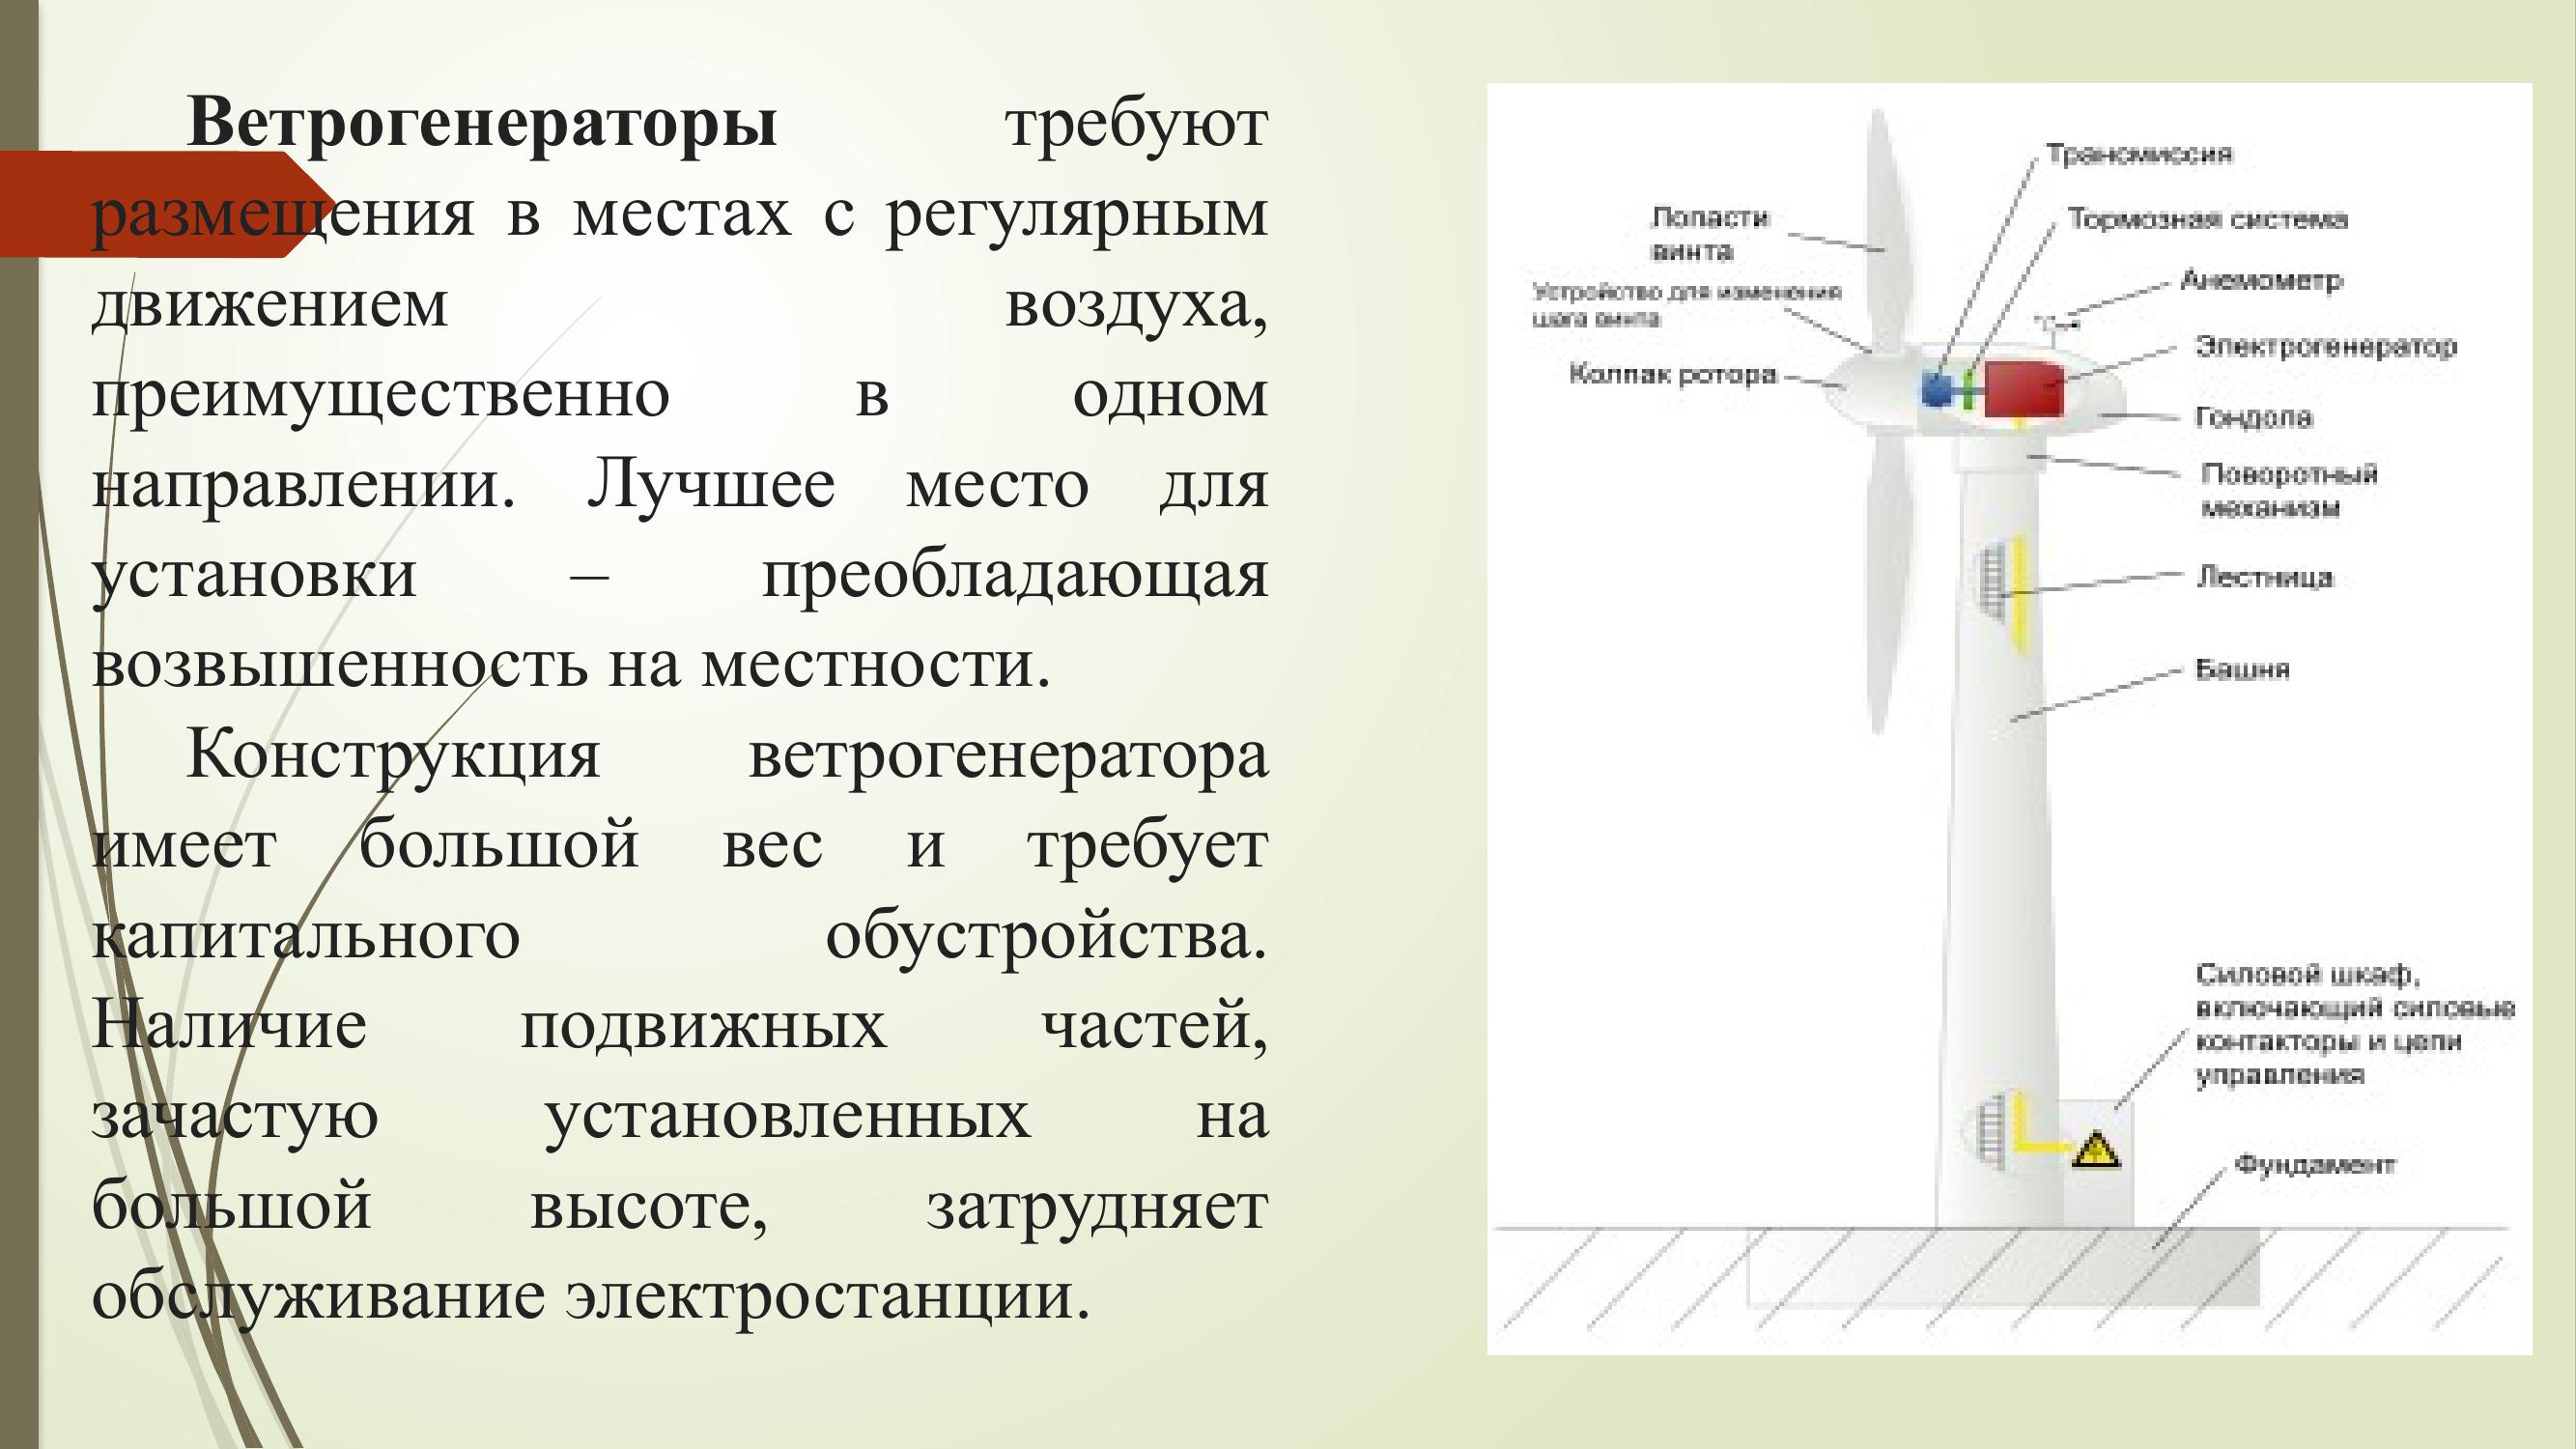 Ветрогенераторы требуют
размещения в местах с регулярным
движением воздуха,
преимущественно в одном
направлении. Лучшее место для
установки – преобладающая
возвышенность на местности.
Конструкция ветрогенератора
имеет большой вес и требует
капитального обустройства.
Наличие подвижных частей,
зачастую установленных на
большой высоте, затрудняет
обслуживание электростанции.
Трансмиссия
Лопасти
винта
Тормозная система
Устройство для изменения
шага винта
Анемометр
Колпак ротора
Электрогенератор
Гондола
Поворотный
механизм
Лестница
Башня
Силовой шкаф,
включающий силовые
контакторы и цепи
управления
Фундамент